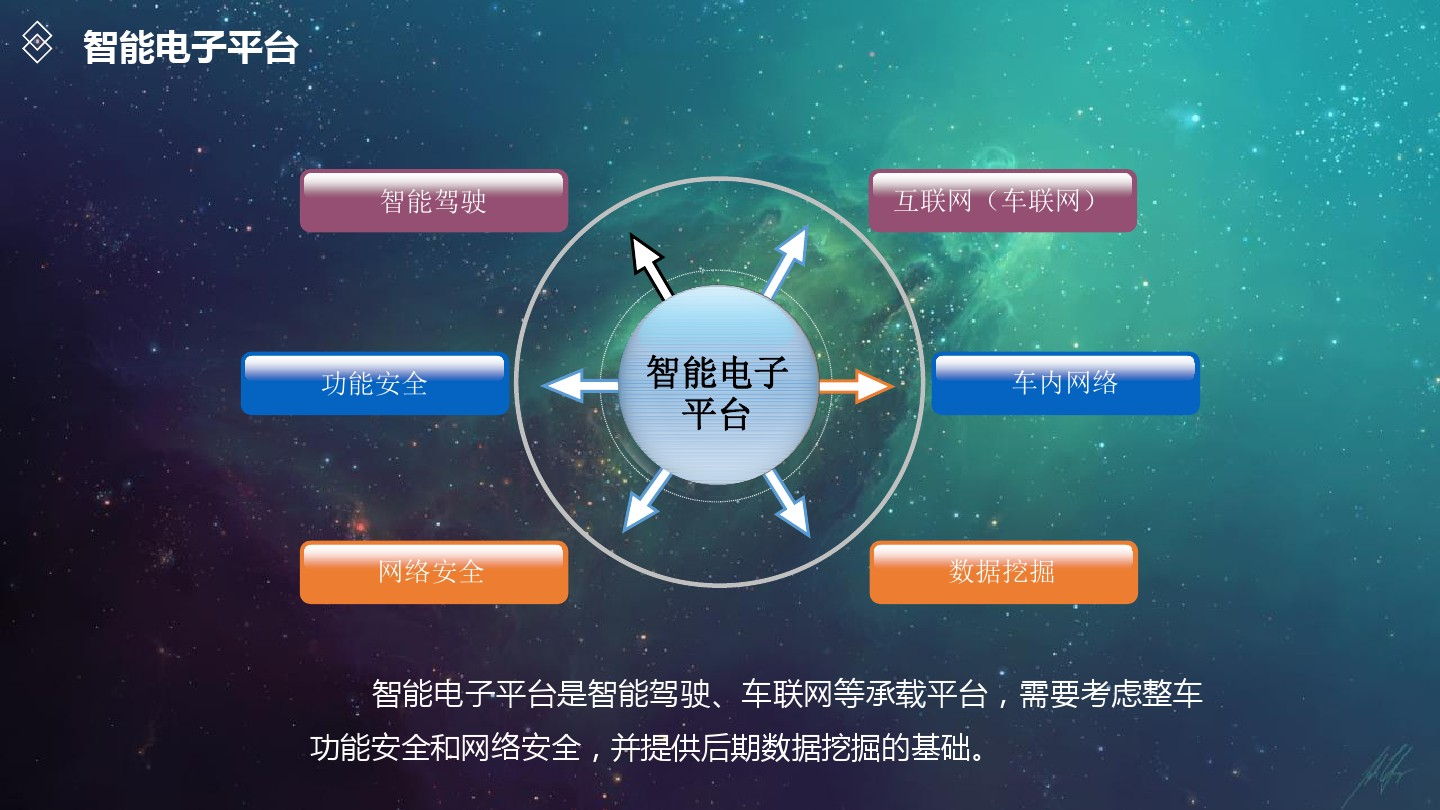 智能电子平台
智能驾驶
互联网（车联网）
功能安全
智能电子
平台
车内网络
网络安全
数据挖掘
智能电子平台是智能驾驶、车联网等承载平台，需要考虑整车
功能安全和网络安全，并提供后期数据挖掘的基础。